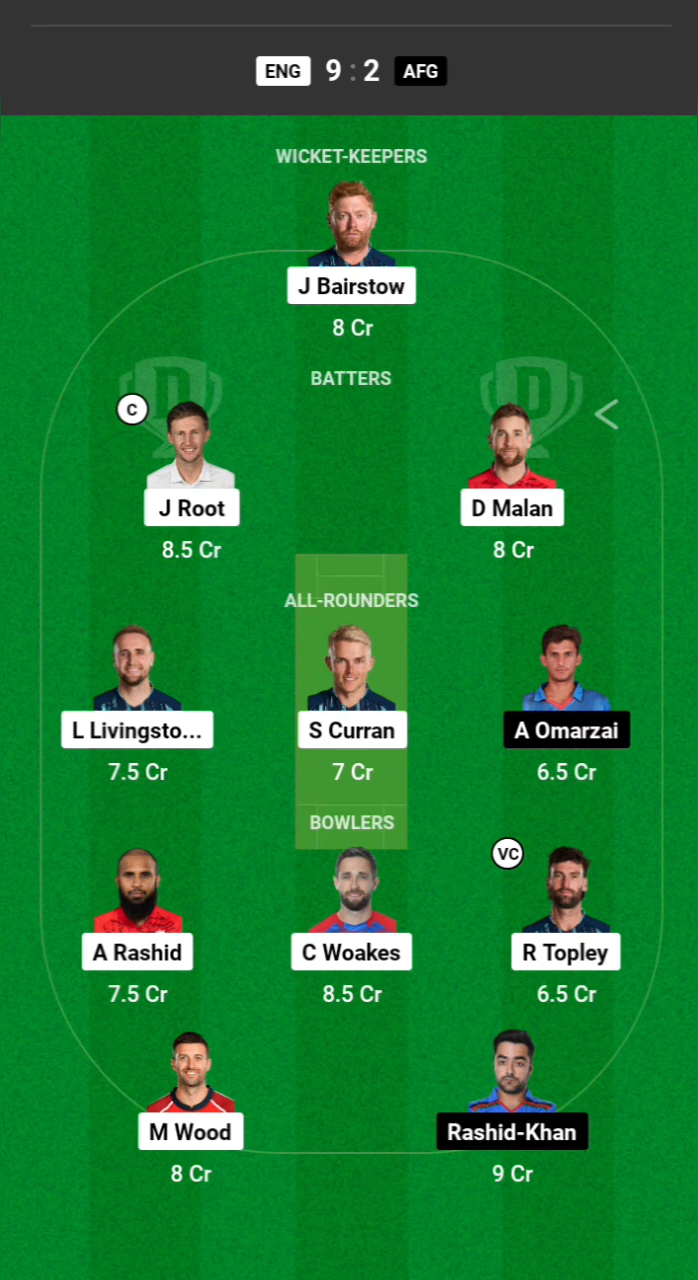 ENG 9 : 2 AFG
WICKET-KEEPERS
J Bairstow
8 Cr
BATTERS
C
J Root
8.5 Cr
D Malan
8 Cr
ALL-ROUNDERS
L Livingsto...
7.5 Cr
S Curran
7 Cr
A Omarzai
6.5 Cr
BOWLERS
A Rashid
7.5 Cr
C Woakes
8.5 Cr
VC
R Topley
6.5 Cr
M Wood
8 Cr
Rashid-Khan
9 Cr